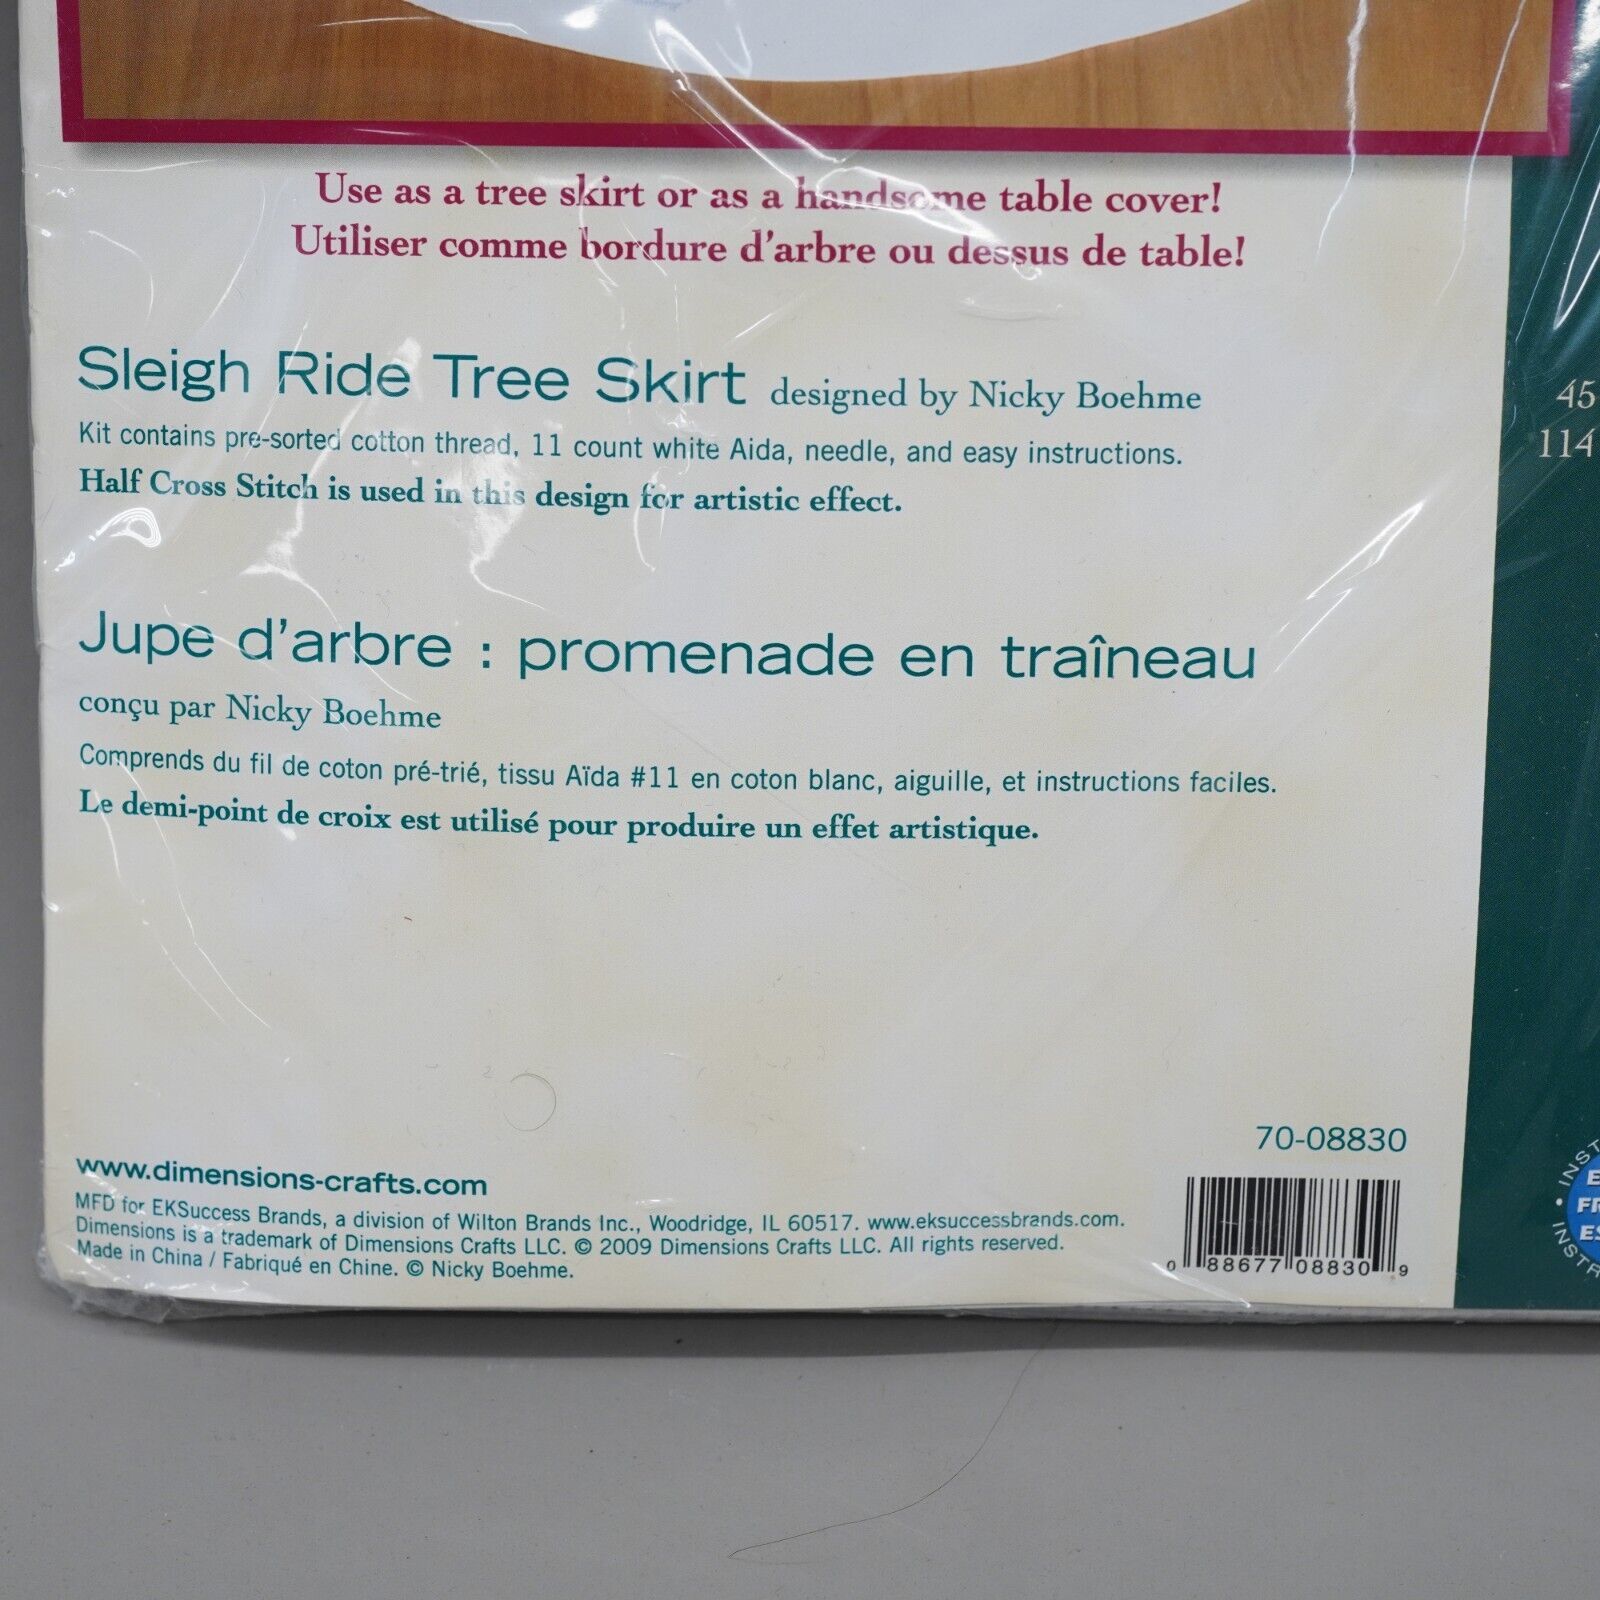 Use as a tree skirt or as a handsome table cover!
Utiliser comme bordure d'arbre ou dessus de table!
Sleigh Ride Tree Skirt designed by Nicky Boehme
Kit contains pre-sorted cotton thread, 11 count white Aida, needle, and easy instructions.
Half Cross Stitch is used in this design for artistic effect.
45
114
Jupe d'arbre : promenade en traîneau
conçu par Nicky Boehme
Comprends du fil de coton pré-trié, tissu Aïda #11 en coton blanc, aiguille, et instructions faciles.
Le demi-point de croix est utilisé pour produire un effet artistique.
70-08830
www.dimensions-crafts.com
MFD for EKSuccess Brands, a division of Wilton Brands Inc., Woodridge, IL 60517. www.eksuccessbrands.com.
Dimensions is a trademark of Dimensions Crafts LLC. © 2009 Dimensions Crafts LLC. All rights reserved.
Made in China / Fabriqué en Chine. © Nicky Boehme.
0 88677 08830 9